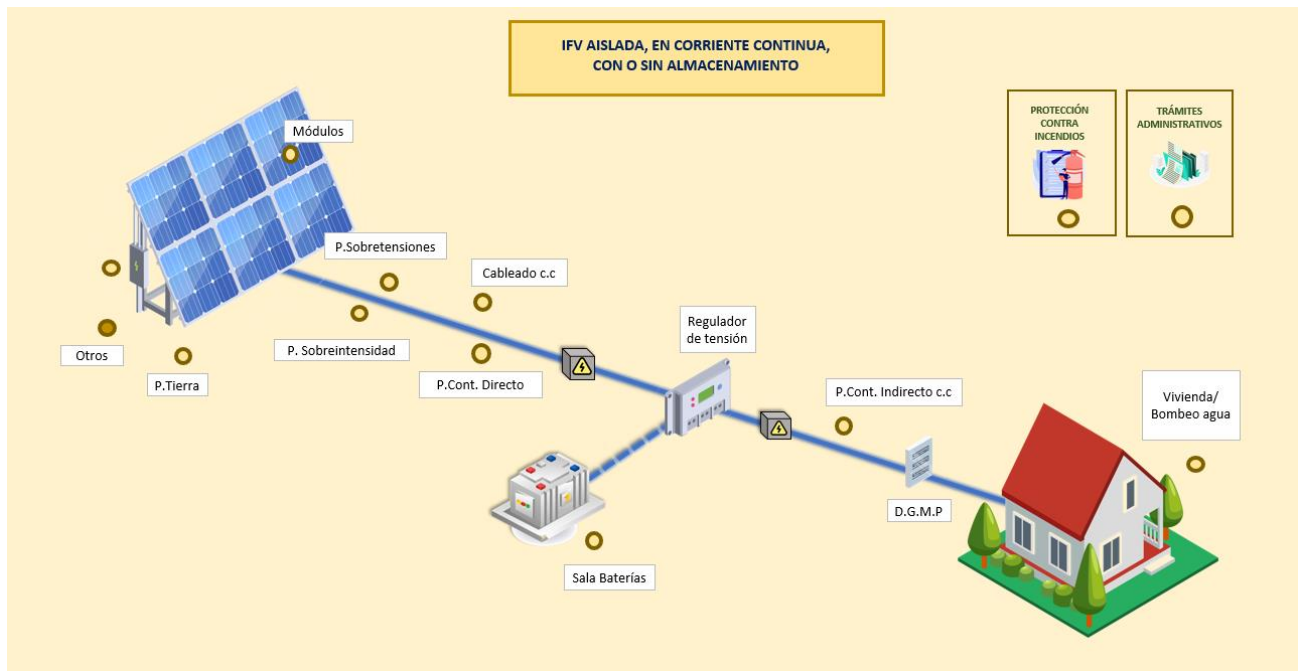 IFV AISLADA, EN CORRIENTE CONTINUA,
CON O SIN ALMACENAMIENTO
PROTECCIÓN
CONTRA
INCENDIOS
TRÁMITES
ADMINISTRATIVOS
Módulos
P.Sobretensiones
Cableado c.c
Regulador
de tensión
Otros
P. Sobreintensidad
P.Tierra
P.Cont. Directo
P.Cont. Indirecto c.c
Vivienda/
Bombeo agua
D.G.M.P
Sala Baterías